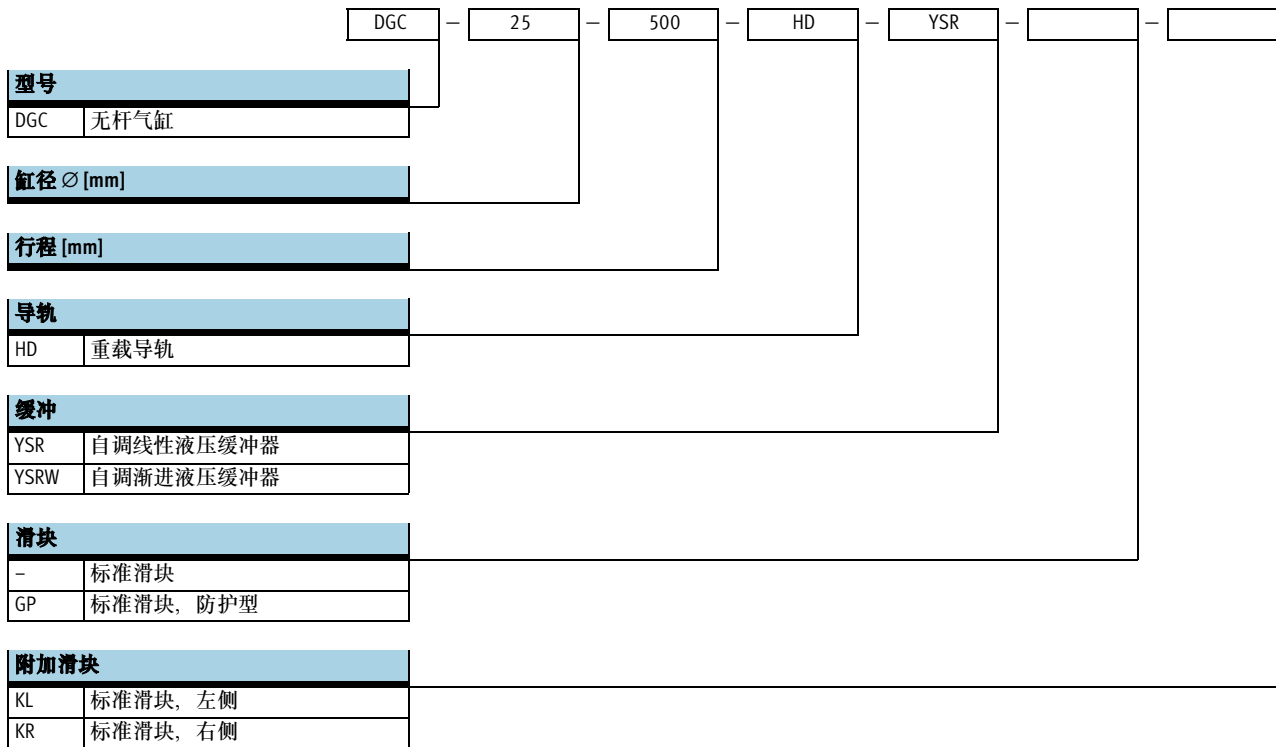 DGC – 25 – 500 – HD – YSR – –
型号
DGC 无杆气缸
缸径 ∅ [mm]
行程 [mm]
导轨
HD 重载导轨
缓冲
YSR 自调线性液压缓冲器
YSRW 自调渐进液压缓冲器
滑块
– 标准滑块
GP 标准滑块，防护型
附加滑块
KL 标准滑块，左侧
KR 标准滑块，右侧